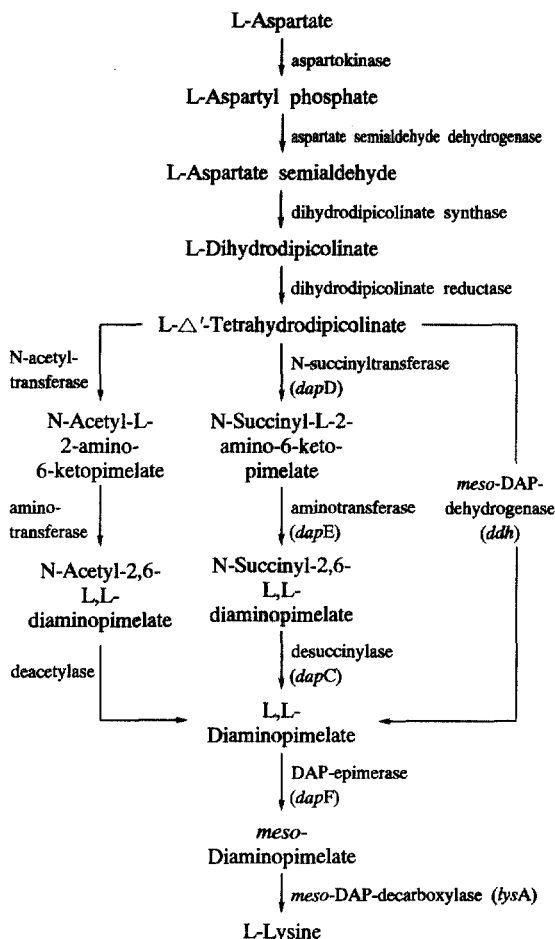 L-Aspartate
aspartokinase
L-Aspartyl phosphate
aspartate semialdehyde dehydrogenase
L-Aspartate semialdehyde
dihydrodipicolinate synthase
L-Dihydrodipicolinate
dihydrodipicolinate reductase
L-△′-Tetrahydrodipicolinate
N-acetyl-
transferase
N-succinyltransferase
(dapD)
N-Acetyl-L-
2-amino-
6-ketopimelate
N-Succinyl-L-2-
amino-6-keto-
pimelate
meso-DAP-
dehydrogenase
(ddh)
amino-
transferase
aminotransferase
(dapE)
N-Acetyl-2,6-
L,L-
diaminopimelate
N-Succinyl-2,6-
L,L-
diaminopimelate
deacetylase
desuccinylase
(dapC)
L,L-
Diaminopimelate
DAP-epimerase
(dapF)
meso-
Diaminopimelate
meso-DAP-decarboxylase (lysA)
L-Lysine